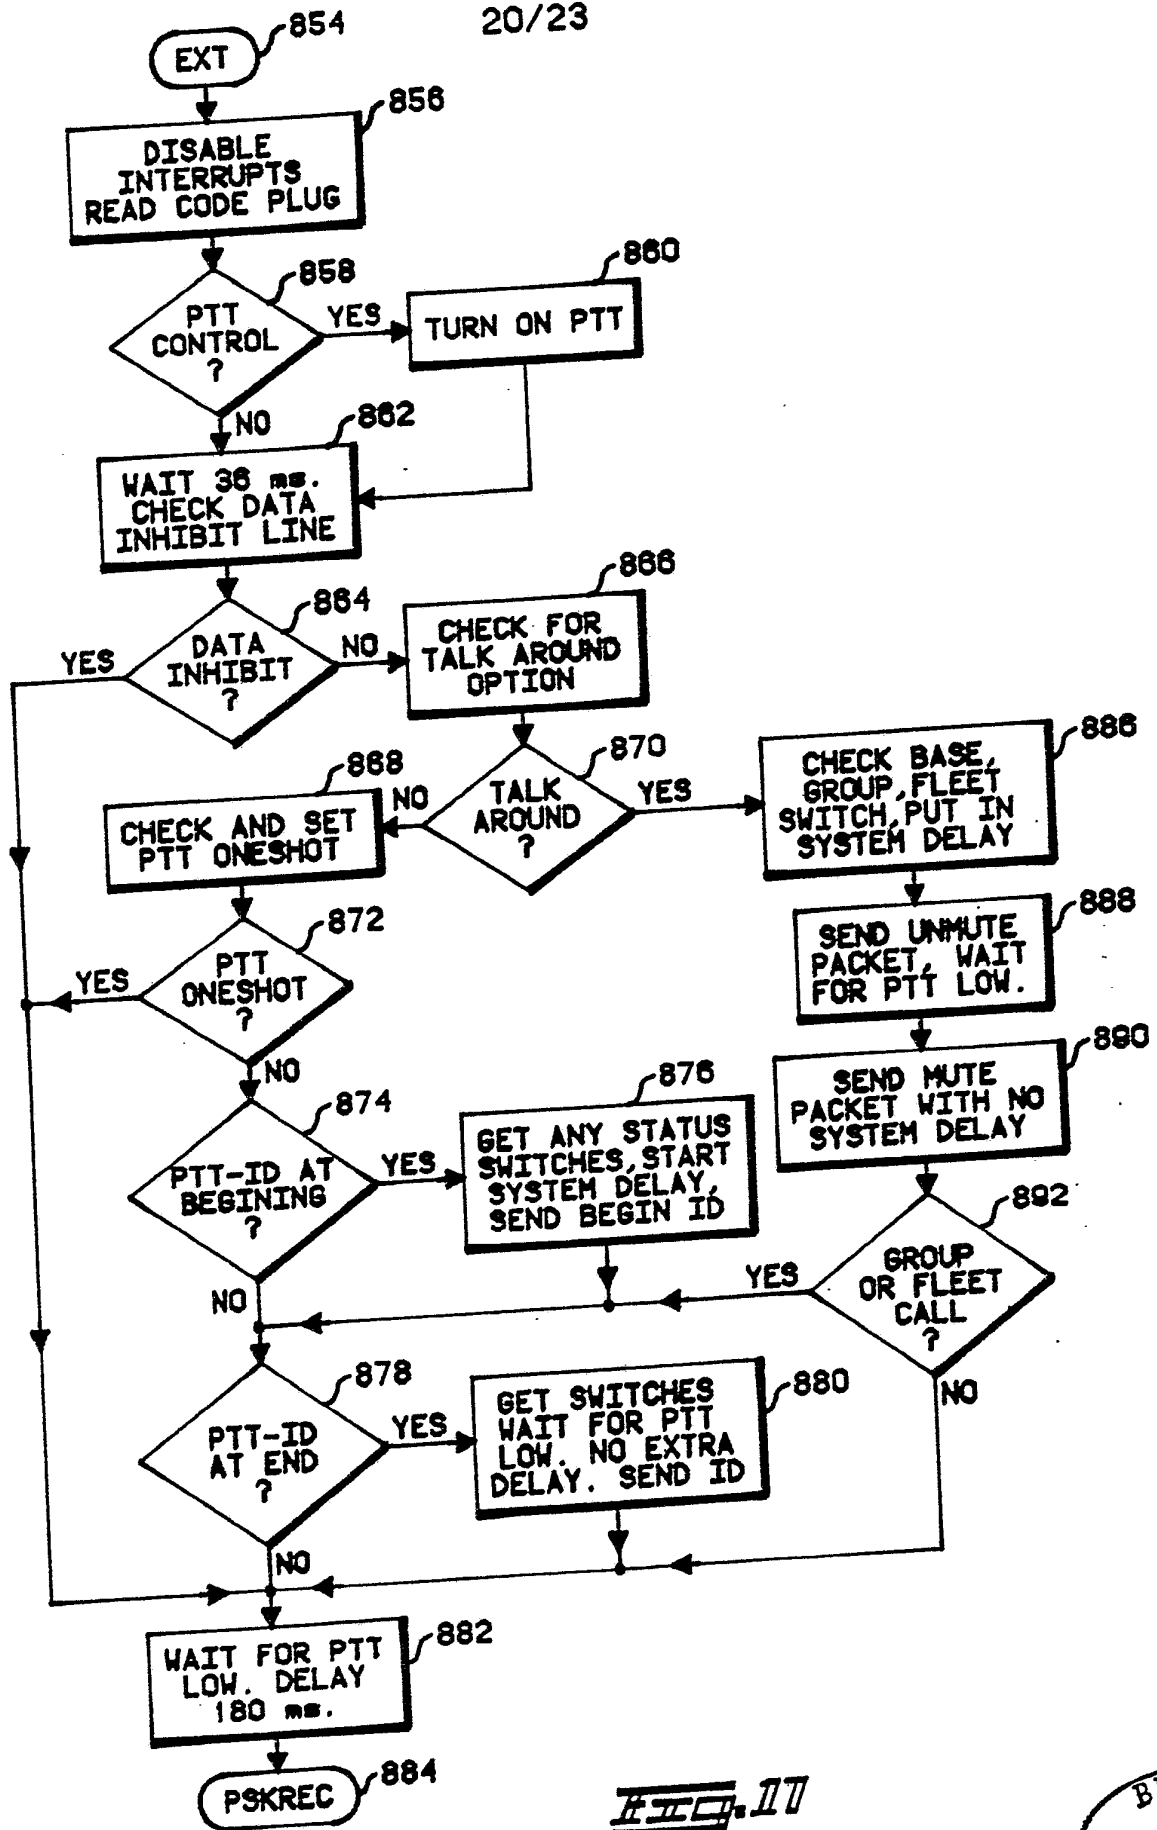 20/23
EXT
854
856
DISABLE
INTERRUPTS
READ CODE PLUG
858
PTT
CONTROL
?
YES
860
TURN ON PTT
NO
862
WAIT 36 ms.
CHECK DATA
INHIBIT LINE
864
DATA
INHIBIT
?
YES
NO
866
CHECK FOR
TALK AROUND
OPTION
868
CHECK AND SET
PTT ONESHOT
NO
870
TALK
AROUND
?
YES
886
CHECK BASE,
GROUP,FLEET
SWITCH,PUT IN
SYSTEM DELAY
872
PTT
ONESHOT
?
YES
NO
888
SEND UNMUTE
PACKET, WAIT
FOR PTT LOW.
890
SEND MUTE
PACKET WITH NO
SYSTEM DELAY
874
PTT-ID AT
BEGINING
?
YES
876
GET ANY STATUS
SWITCHES,START
SYSTEM DELAY,
SEND BEGIN ID
892
GROUP
OR FLEET
CALL
?
YES
NO
NO
878
PTT-ID
AT END
?
YES
880
GET SWITCHES
WAIT FOR PTT
LOW. NO EXTRA
DELAY. SEND ID
NO
882
WAIT FOR PTT
LOW. DELAY
180 ms.
PSKREC
884
Fig.17